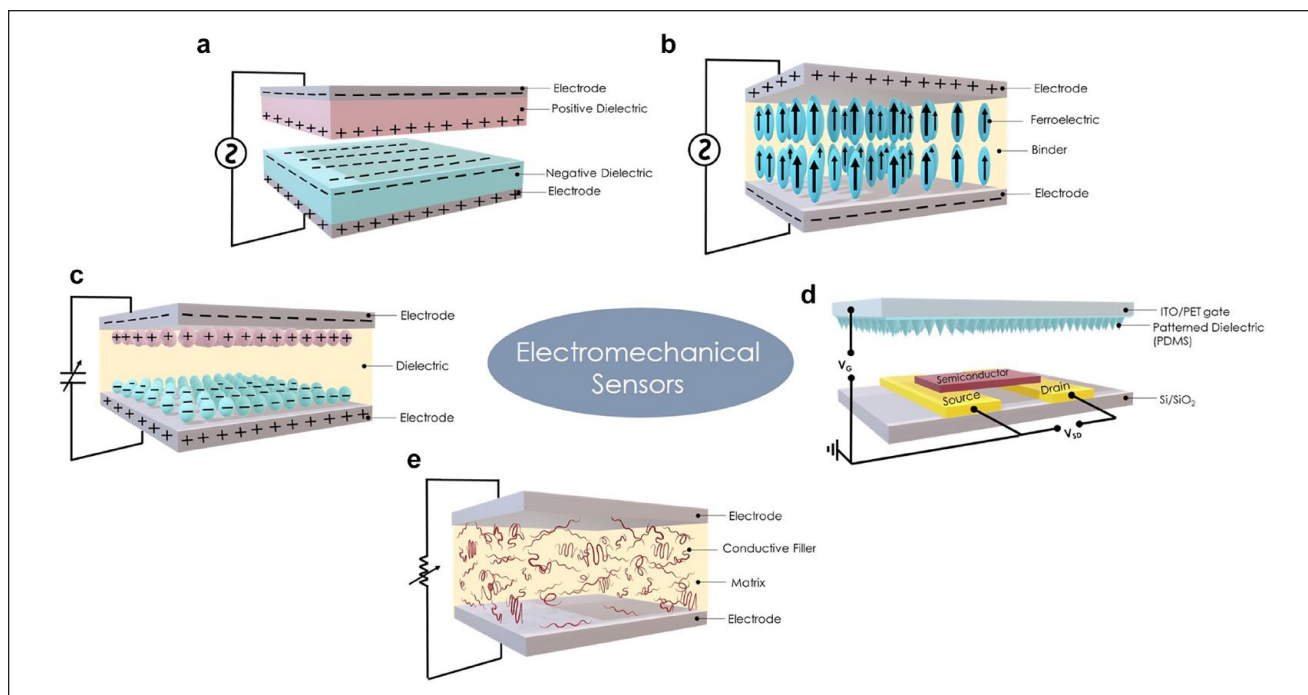 a
Electrode
Positive Dielectric
Negative Dielectric
Electrode
b
Electrode
Ferroelectric
Binder
Electrode
c
Electrode
Dielectric
Electrode
Electromechanical
Sensors
d
ITO/PET gate
Patterned Dielectric
(PDMS)
V_G
Semiconductor
Source
Drain
Si/SiO₂
V_SD
e
Electrode
Conductive Filler
Matrix
Electrode